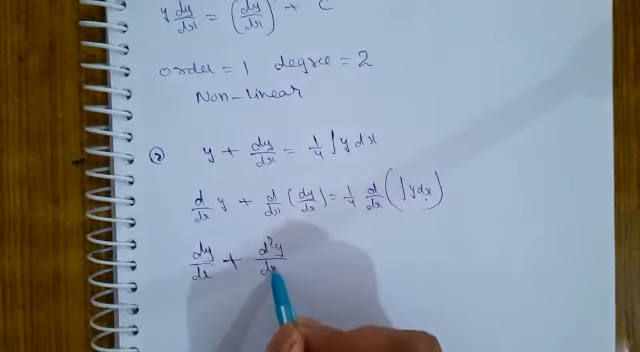 y dy/dx = (dy/dx) + C
order = 1 degree = 2
Non-linear
② y + dy/dx = 1/4 ∫y dx
d/dx y + d/dx (dy/dx) = 1/4 d/dx (∫y dx)
dy/dx + d²y/dx